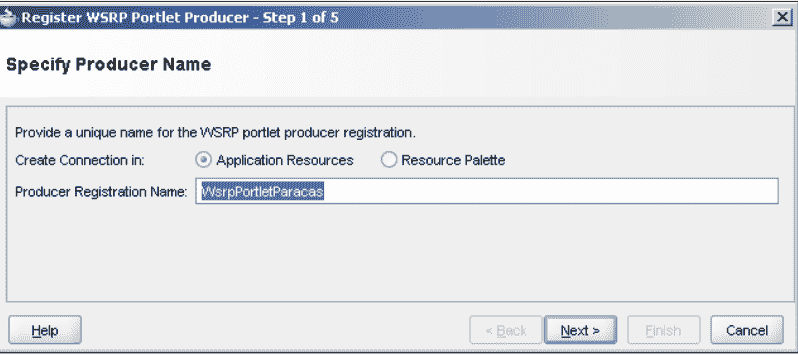 Register WSRP Portlet Producer - Step 1 of 5
Specify Producer Name
Provide a unique name for the WSRP portlet producer registration.
Create Connection in: Application Resources Resource Palette
Producer Registration Name: WsrpPortletParacas
Help < Back Next > Finish Cancel